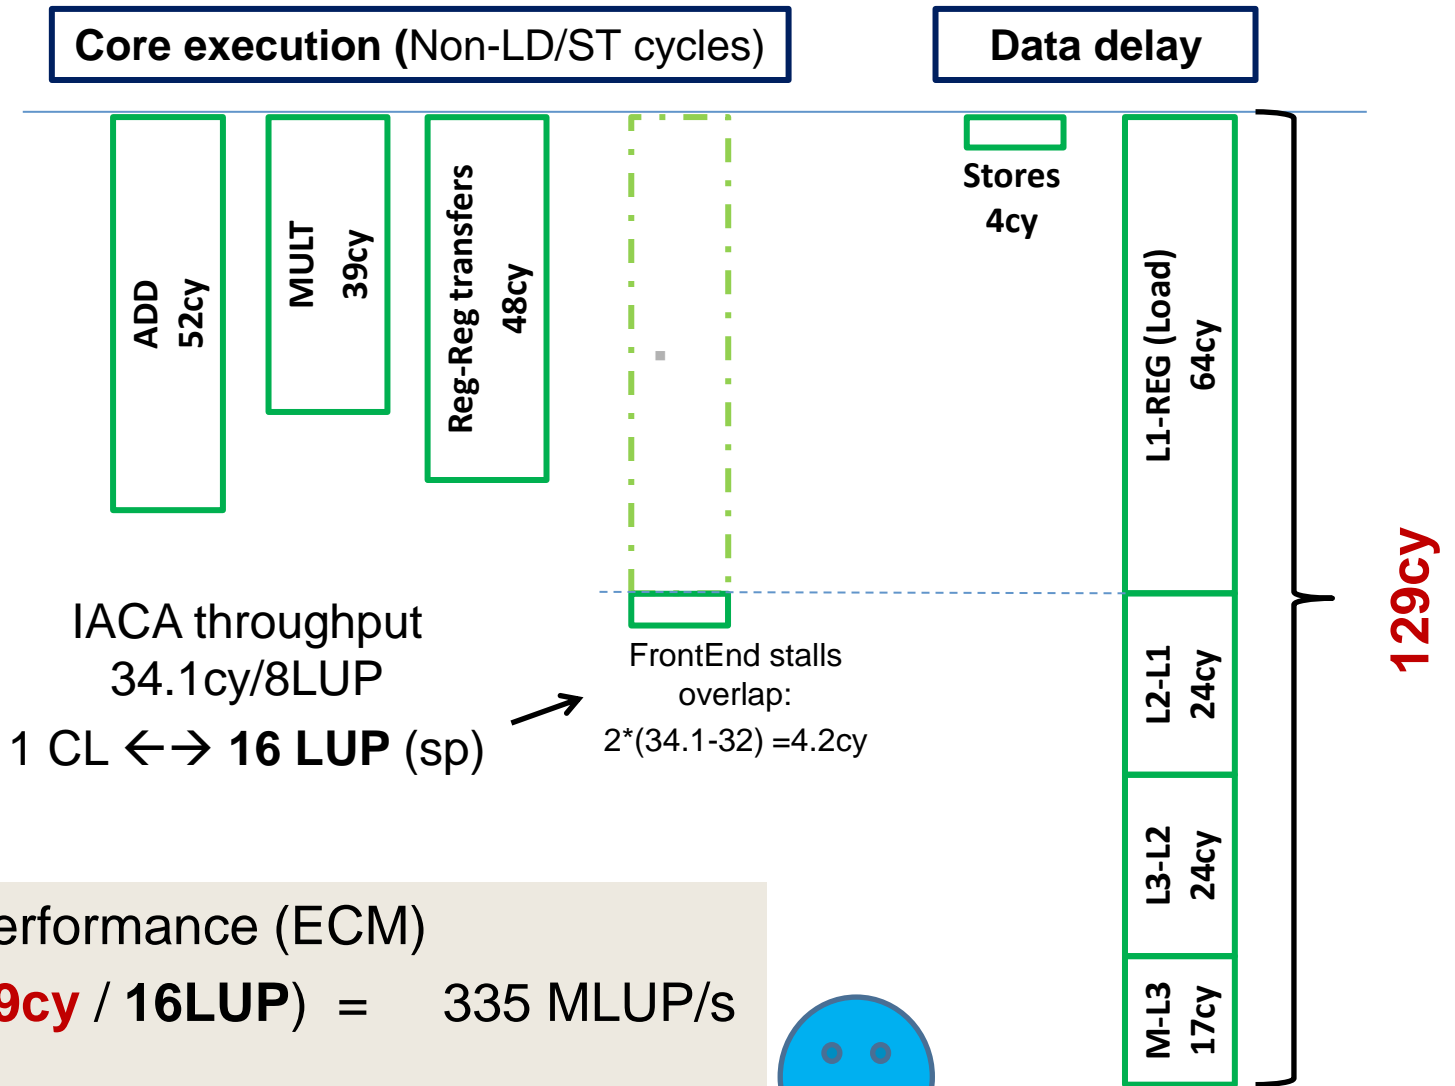 Core execution (Non-LD/ST cycles)
Data delay
ADD
52cy
MULT
39cy
Reg-Reg transfers
48cy
Stores
4cy
L1-REG (Load)
64cy
129cy
IACA throughput
34.1cy/8LUP
1 CL ←→ 16 LUP (sp)
FrontEnd stalls
overlap:
2*(34.1-32) =4.2cy
L2-L1
24cy
L3-L2
24cy
M-L3
17cy
erformance (ECM)
9cy / 16LUP) = 335 MLUP/s